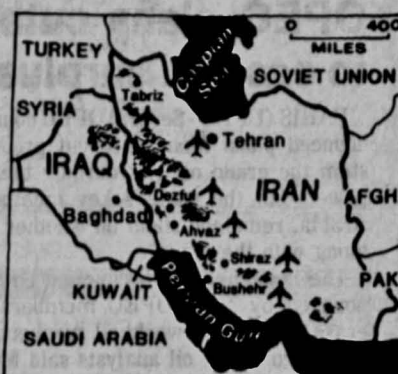 0 400
MILES
TURKEY
Caspian Sea
SOVIET UNION
Tabriz
SYRIA
Tehran
IRAQ
IRAN
AFGH
Dezful
Baghdad
Ahvaz
Shiraz
KUWAIT
Bushehr
PAK
Persian Gulf
SAUDI ARABIA